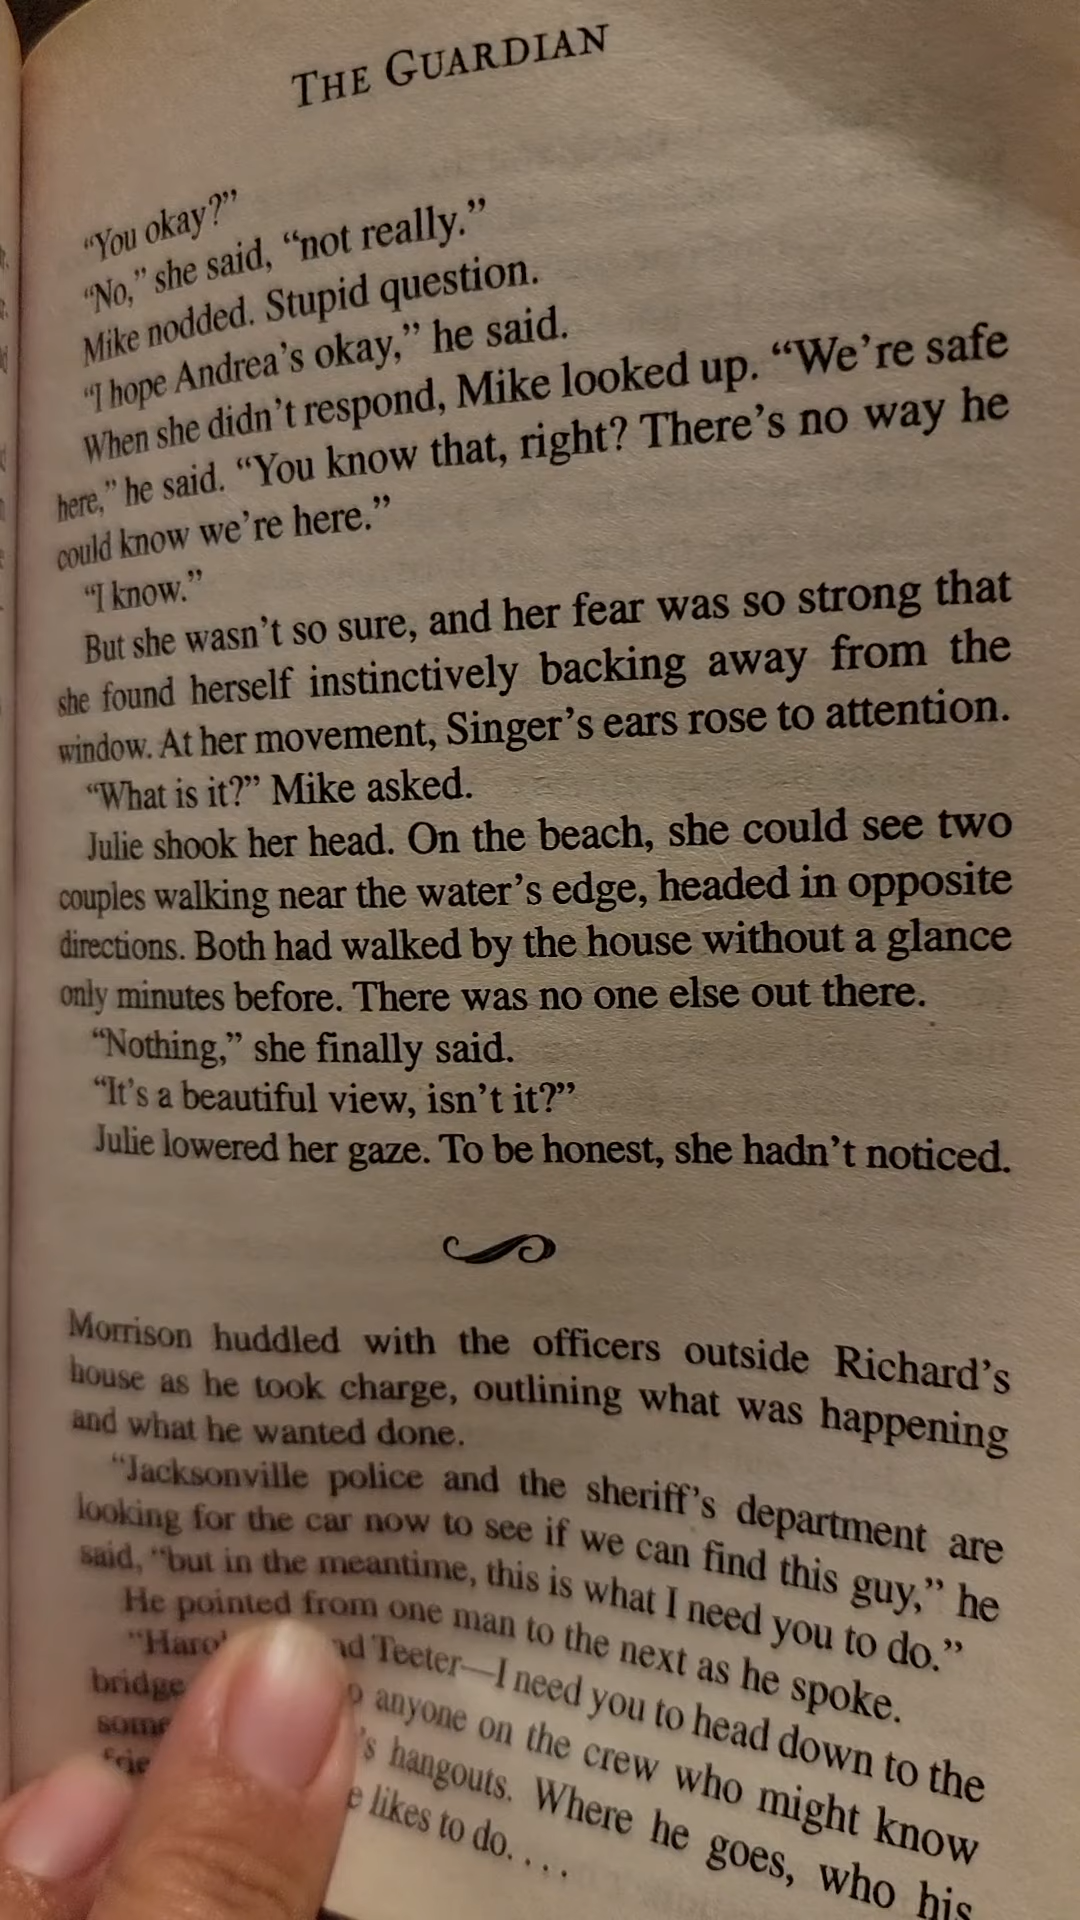 THE GUARDIAN
“You okay?”
“No,” she said, “not really.”
Mike nodded. Stupid question.
“I hope Andrea’s okay,” he said.
When she didn’t respond, Mike looked up. “We’re safe
here,” he said. “You know that, right? There’s no way he
could know we’re here.”
“I know.”
But she wasn’t so sure, and her fear was so strong that
she found herself instinctively backing away from the
window. At her movement, Singer’s ears rose to attention.
“What is it?” Mike asked.
Julie shook her head. On the beach, she could see two
couples walking near the water’s edge, headed in opposite
directions. Both had walked by the house without a glance
only minutes before. There was no one else out there.
“Nothing,” she finally said.
“It’s a beautiful view, isn’t it?”
Julie lowered her gaze. To be honest, she hadn’t noticed.
Morrison huddled with the officers outside Richard’s
house as he took charge, outlining what was happening
and what he wanted done.
“Jacksonville police and the sheriff’s department are
looking for the car now to see if we can find this guy,” he
said, “but in the meantime, this is what I need you to do.”
He pointed from one man to the next as he spoke.
Teeter—I need you to head down to the
bridge anyone on the crew who might know
hangouts. Where he goes, who his
likes to do. . . .